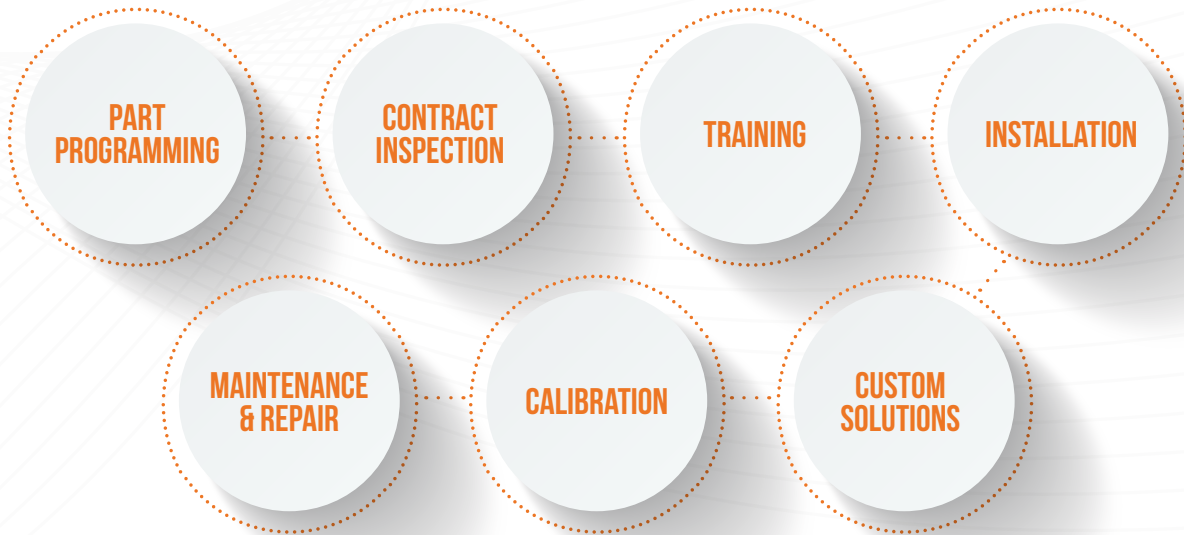 PART
PROGRAMMING
CONTRACT
INSPECTION
TRAINING
INSTALLATION
MAINTENANCE
& REPAIR
CALIBRATION
CUSTOM
SOLUTIONS